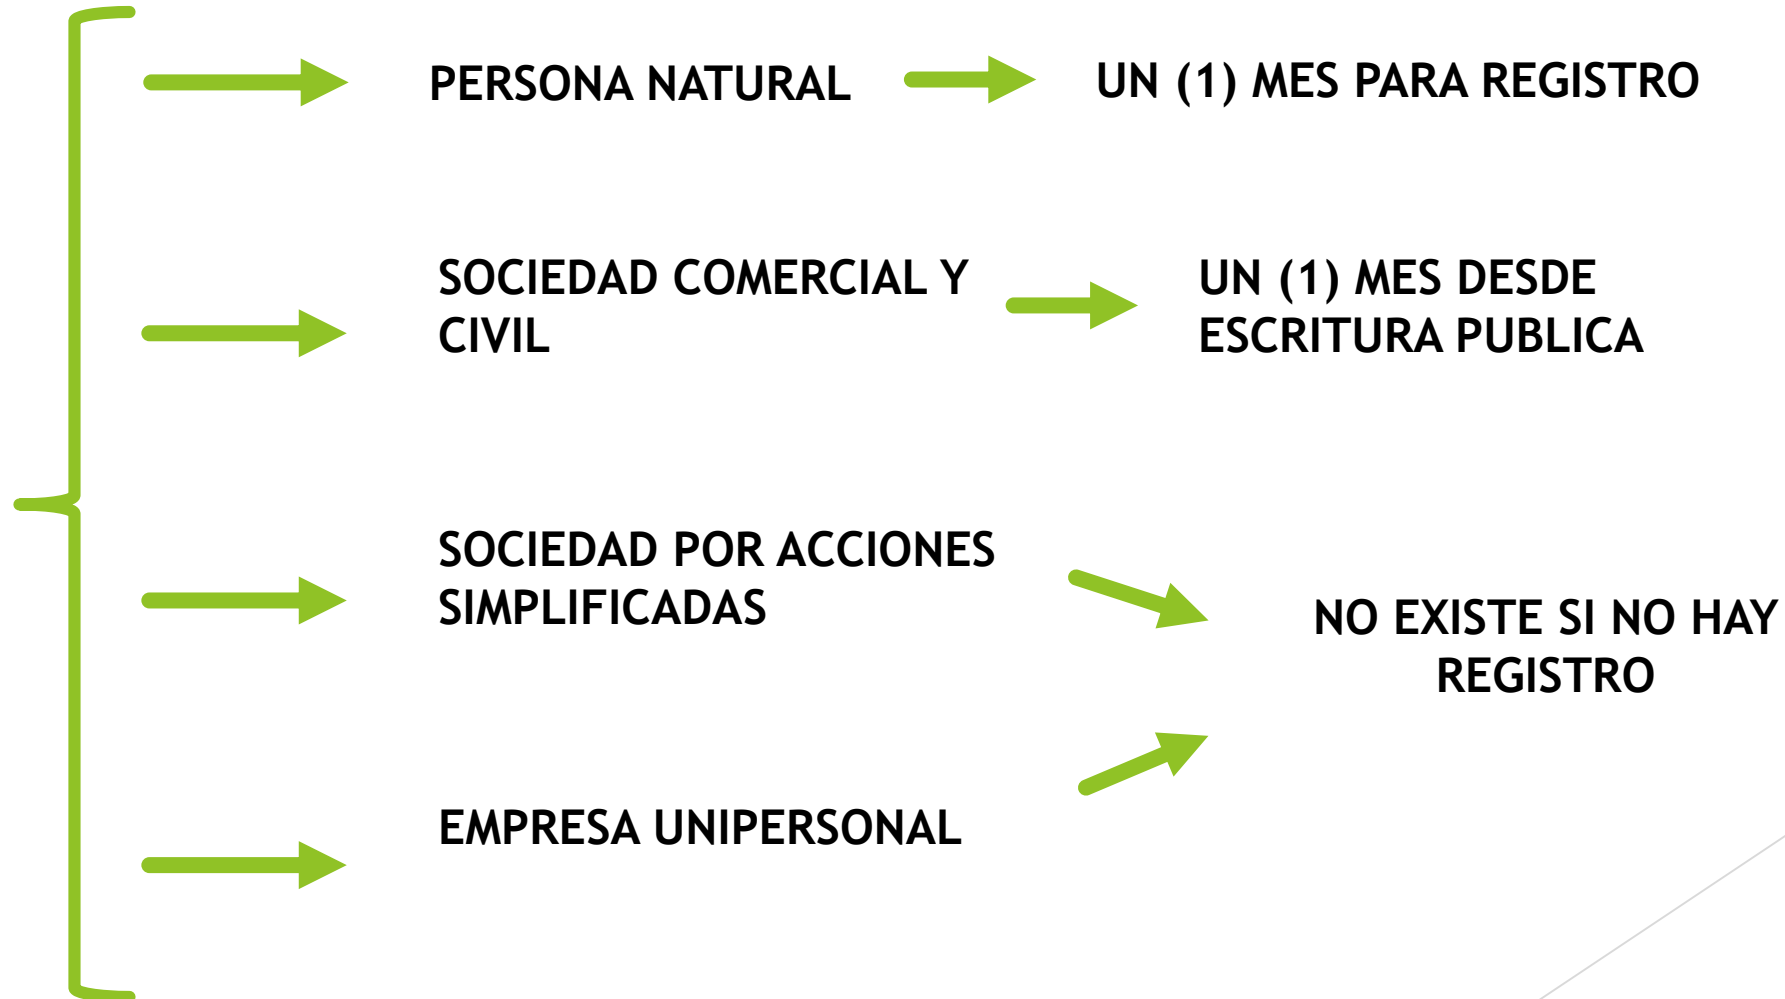 PERSONA NATURAL
UN (1) MES PARA REGISTRO
SOCIEDAD COMERCIAL Y
CIVIL
UN (1) MES DESDE
ESCRITURA PUBLICA
SOCIEDAD POR ACCIONES
SIMPLIFICADAS
NO EXISTE SI NO HAY
REGISTRO
EMPRESA UNIPERSONAL